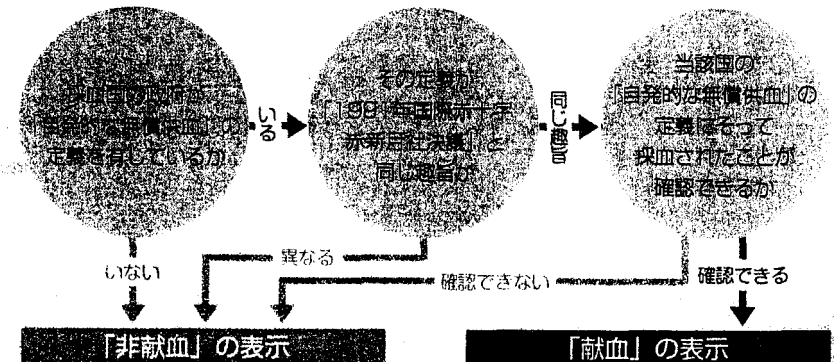 採血国の政府が
「自発的な無償供血」の
定義を有しているか
いる
その定義が
「1991年国際赤十字
赤新月社決議」と
同じ趣旨か
同じ趣旨
当該国の
「自発的な無償供血」の
定義にそって
採血されたことが
確認できるか
いない
異なる
確認できない
確認できる
「非献血」の表示
「献血」の表示